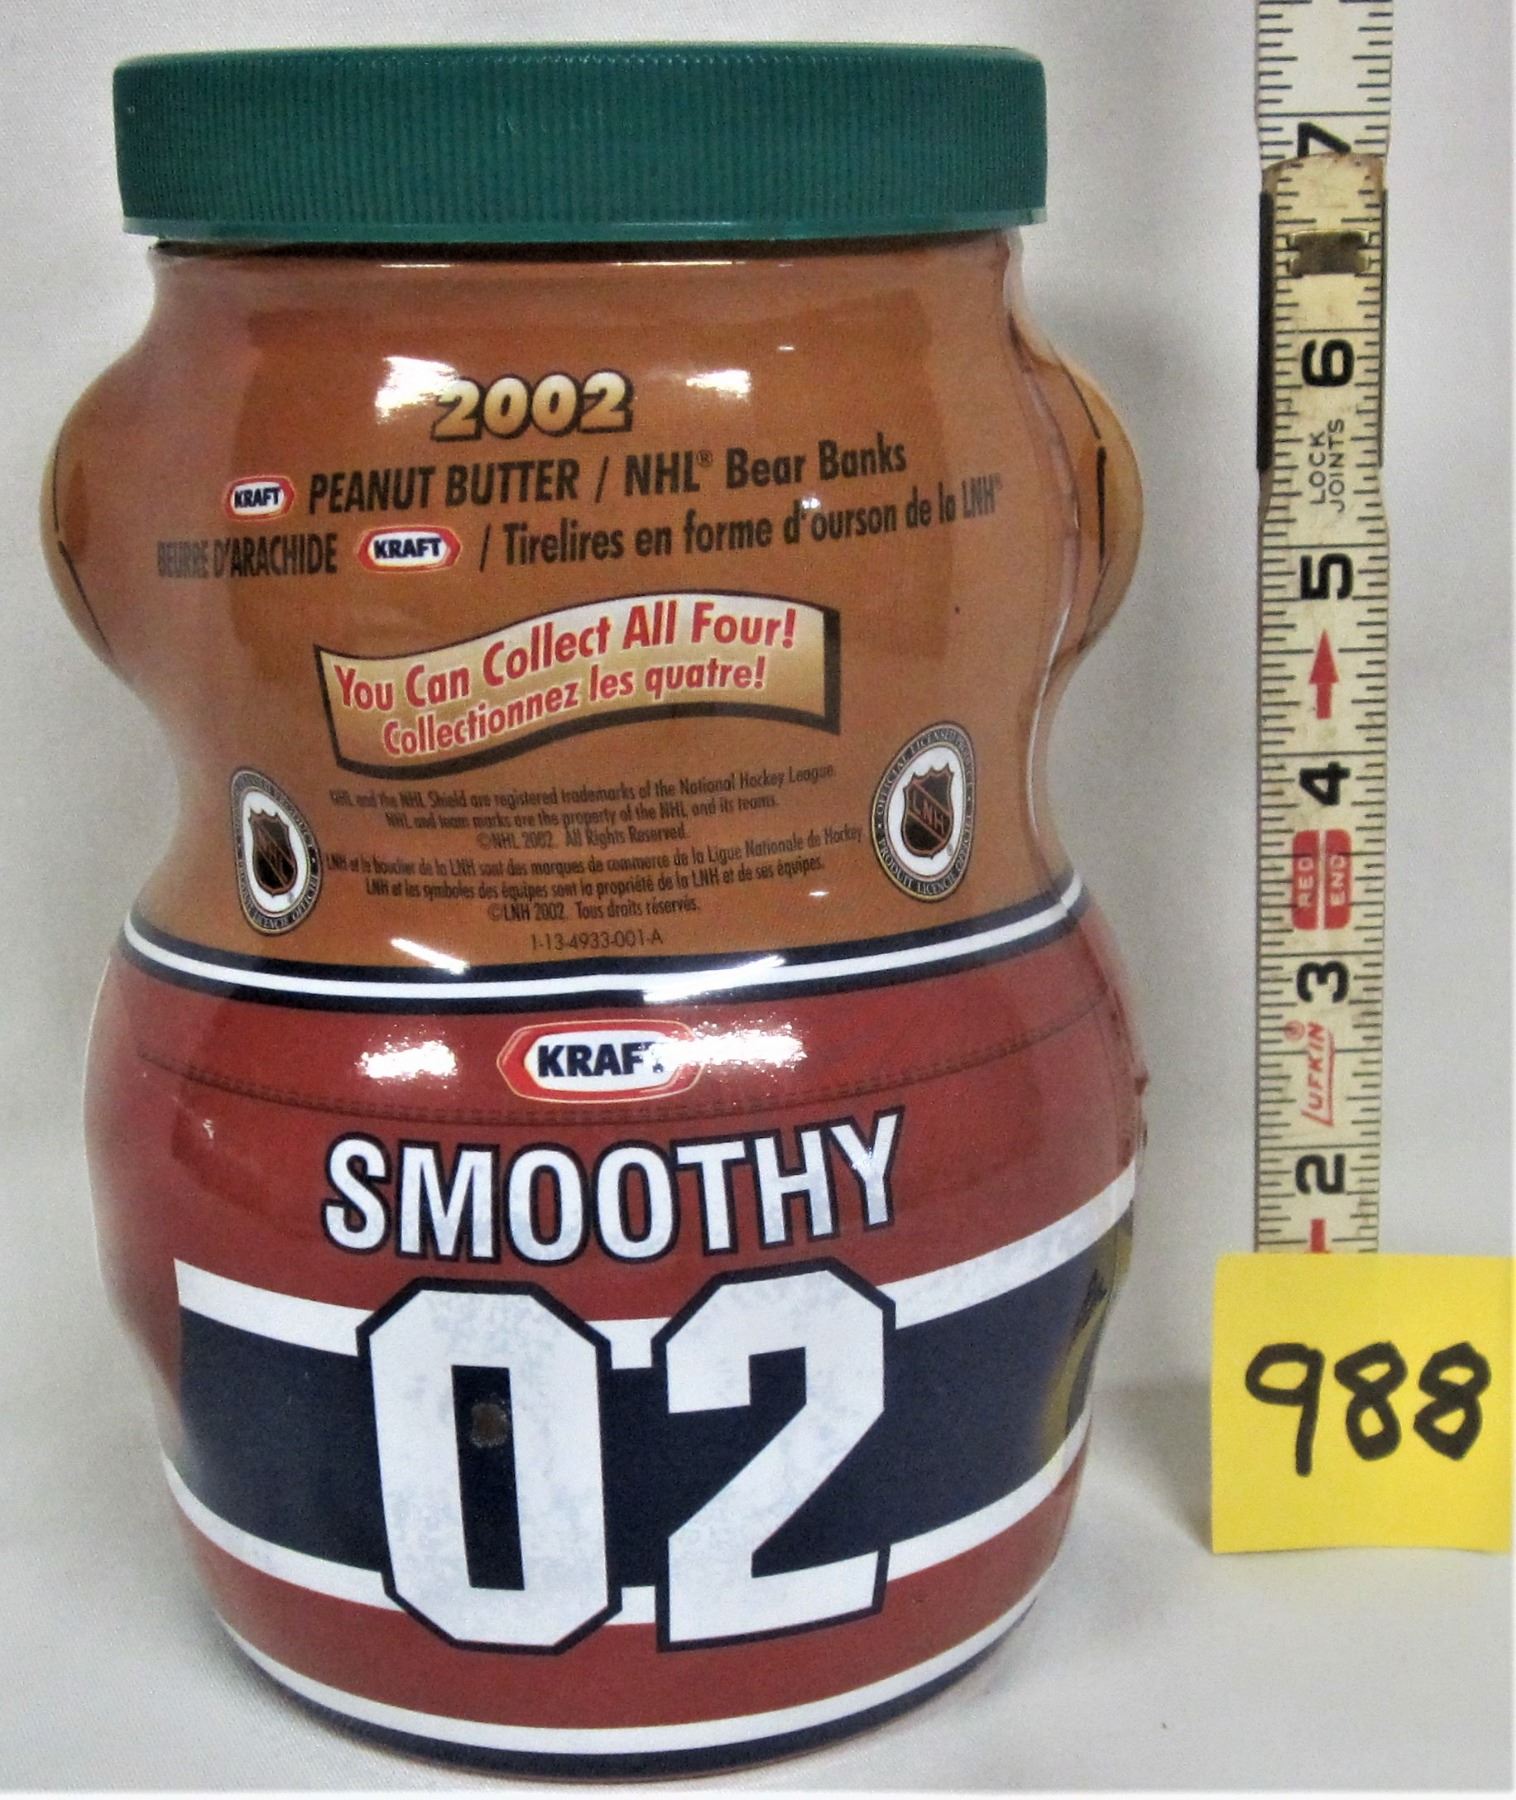 2002
KRAFT PEANUT BUTTER / NHL® Bear Banks
BEURRE D'ARACHIDE KRAFT / Tirelires en forme d'ourson de la LNH®
You Can Collect All Four!
Collectionnez les quatre!
NHL and the NHL Shield are registered trademarks of the National Hockey League.
NHL and team marks are the property of the NHL and its teams.
©NHL 2002. All Rights Reserved.
LNH et le bouclier de la LNH sont des marques de commerce de la Ligue Nationale de Hockey.
LNH et les symboles des équipes sont la propriété de la LNH et de ses équipes.
©LNH 2002. Tous droits réservés.
1-13-4933-001-A
LNH
KRAFT
SMOOTHY
02
7
6
LOCK JOINTS
5
4
RED END
3
LUFKIN®
2
988